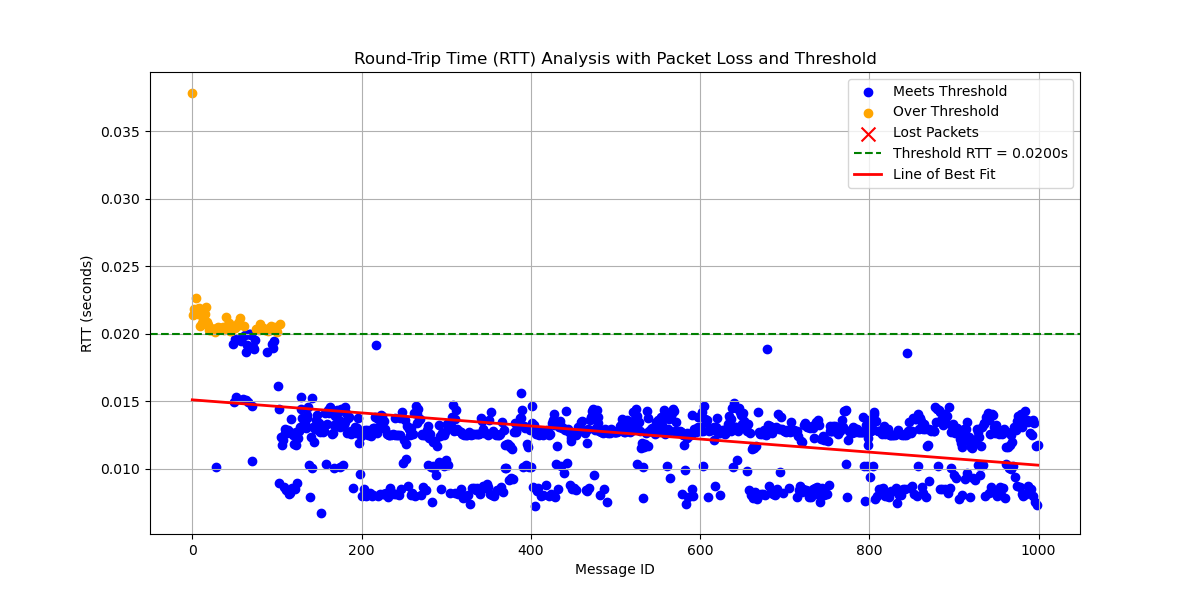 Round-Trip Time (RTT) Analysis with Packet Loss and Threshold
Meets Threshold
Over Threshold
Lost Packets
Threshold RTT = 0.0200s
Line of Best Fit
RTT (seconds)
0.035
0.030
0.025
0.020
0.015
0.010
0 200 400 600 800 1000
Message ID